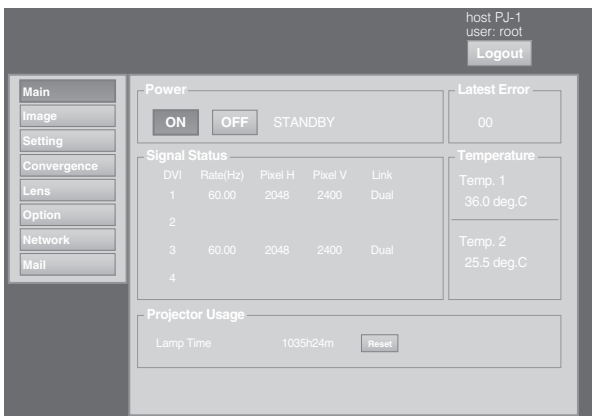 host PJ-1
user: root
Logout
Main
Image
Setting
Convergence
Lens
Option
Network
Mail
Power
ON OFF STANDBY
Latest Error
00
Signal Status
DVI Rate(Hz) Pixel H Pixel V Link
1 60.00 2048 2400 Dual
2
3 60.00 2048 2400 Dual
4
Temperature
Temp. 1
36.0 deg.C
Temp. 2
25.5 deg.C
Projector Usage
Lamp Time 1035h24m Reset